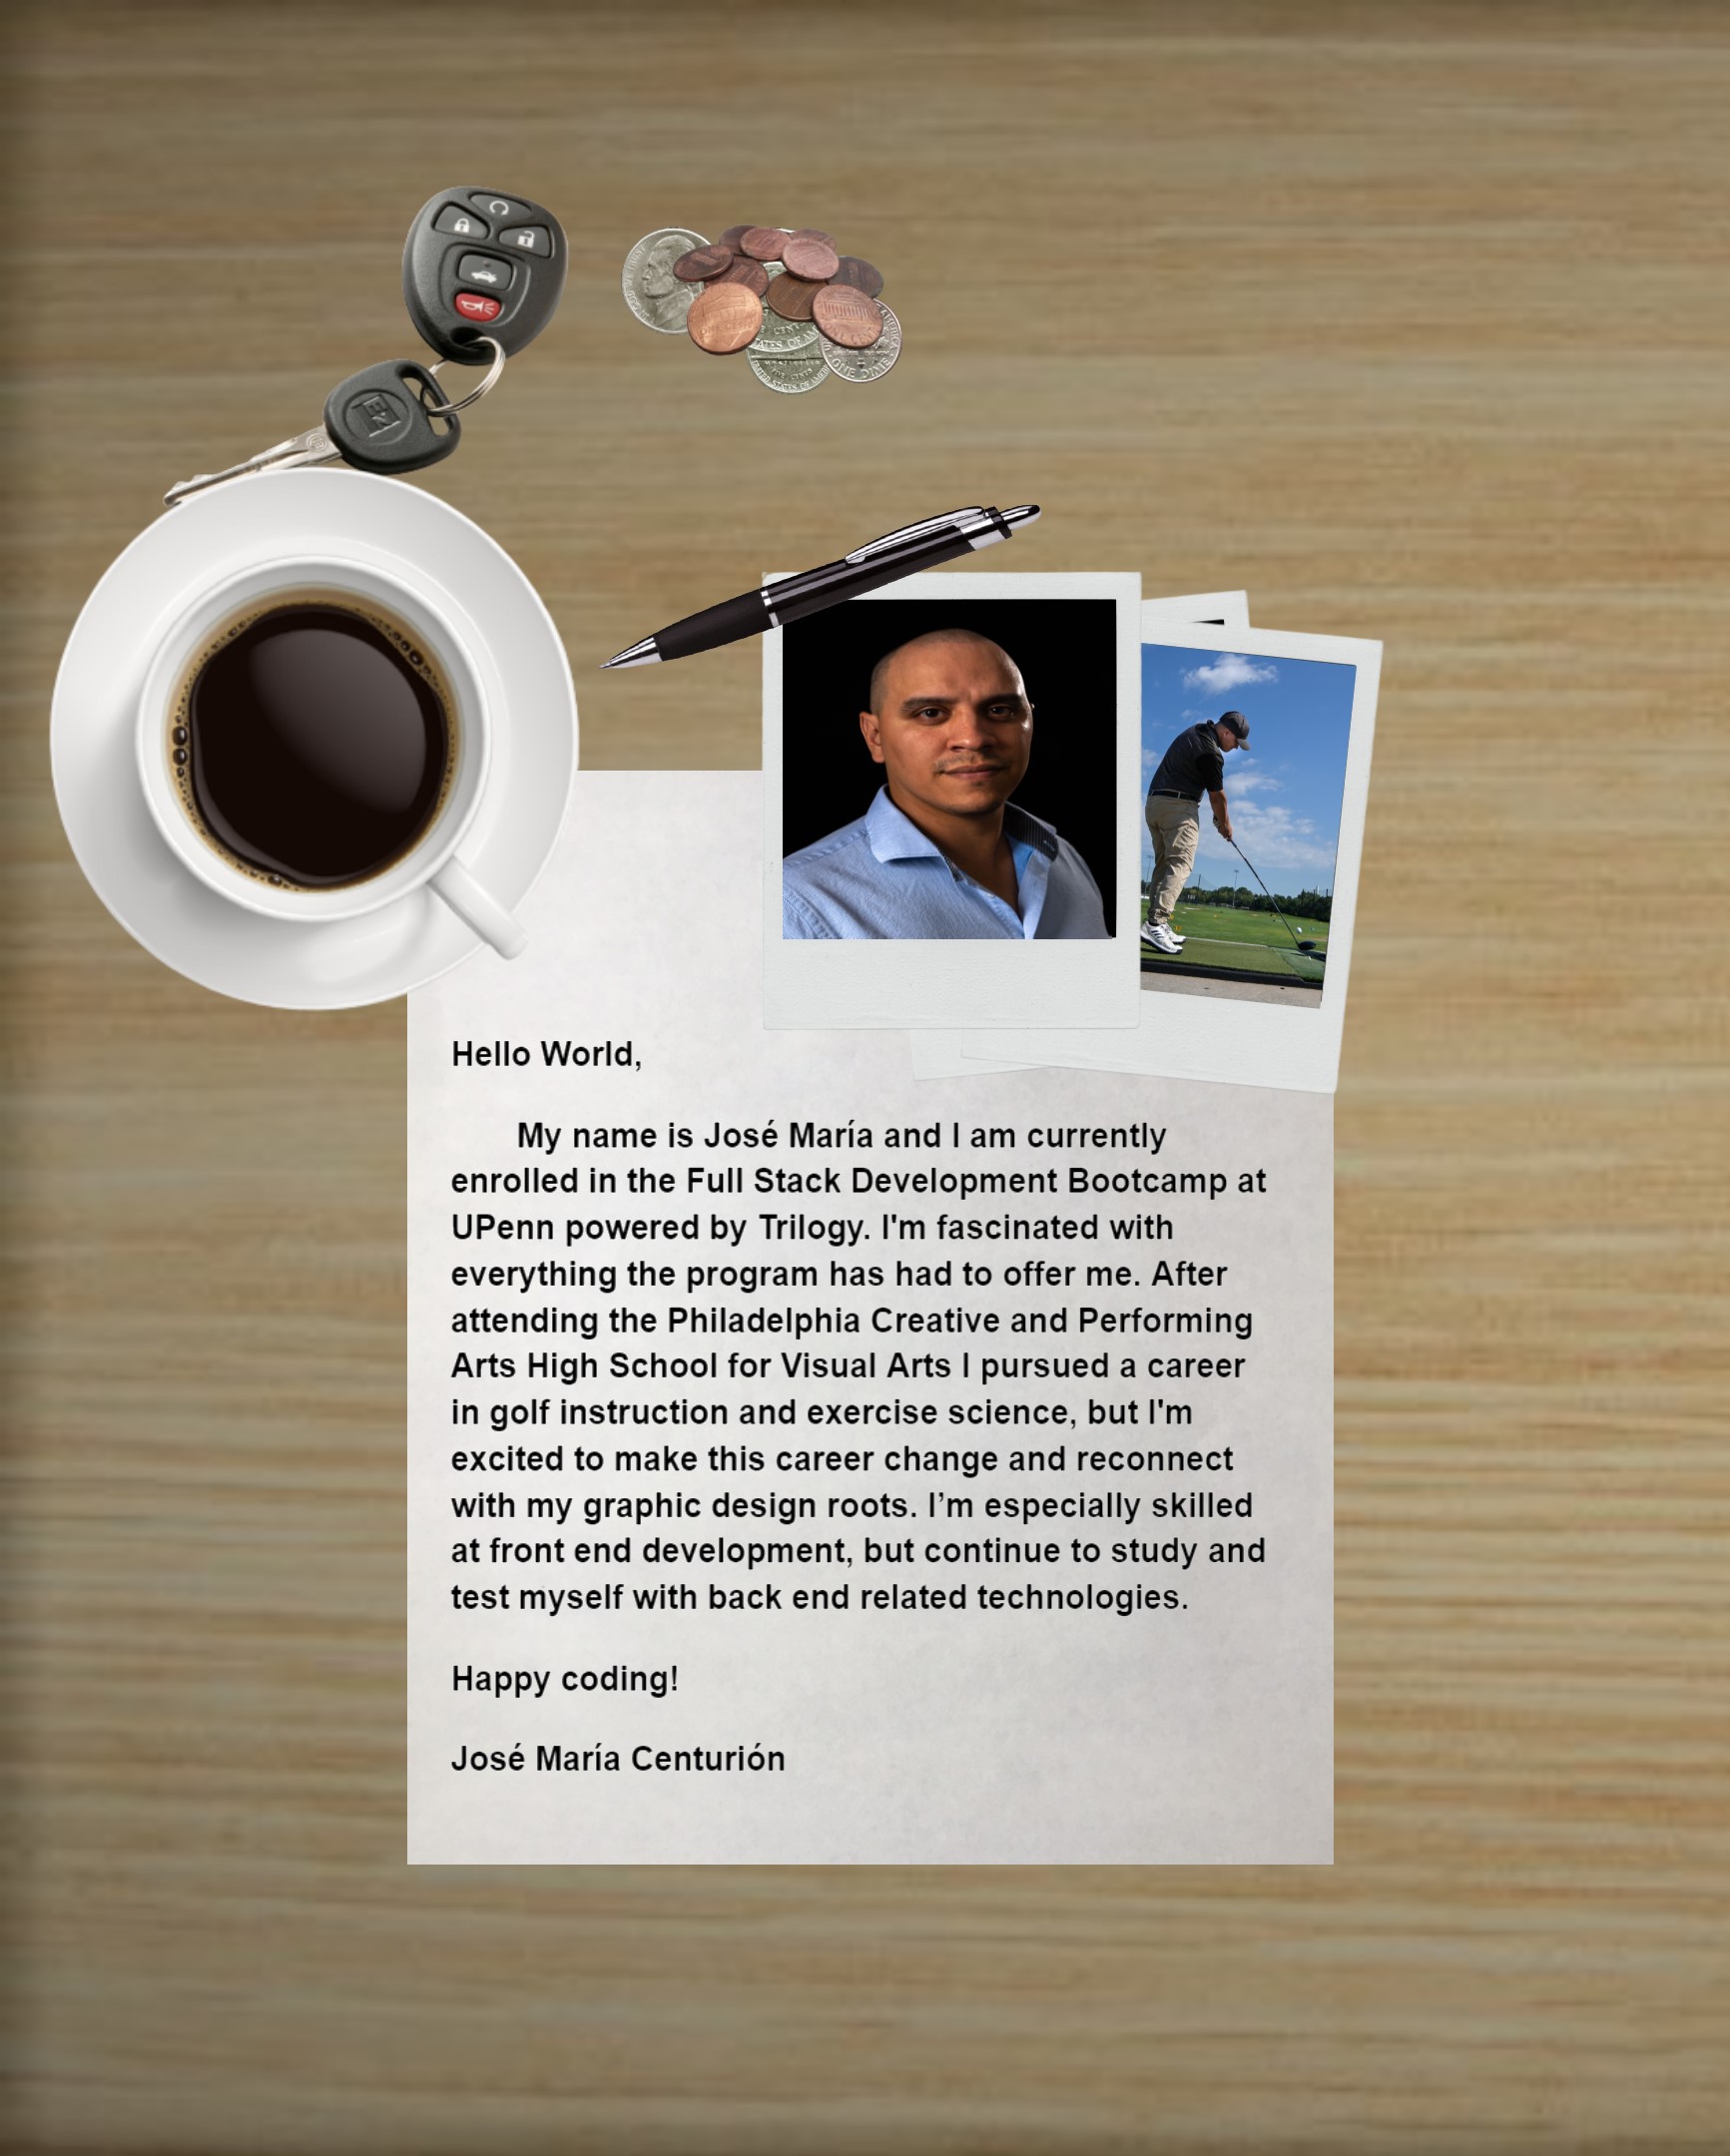 Hello World,
My name is José María and I am currently
enrolled in the Full Stack Development Bootcamp at
UPenn powered by Trilogy. I'm fascinated with
everything the program has had to offer me. After
attending the Philadelphia Creative and Performing
Arts High School for Visual Arts I pursued a career
in golf instruction and exercise science, but I'm
excited to make this career change and reconnect
with my graphic design roots. I’m especially skilled
at front end development, but continue to study and
test myself with back end related technologies.
Happy coding!
José María Centurión